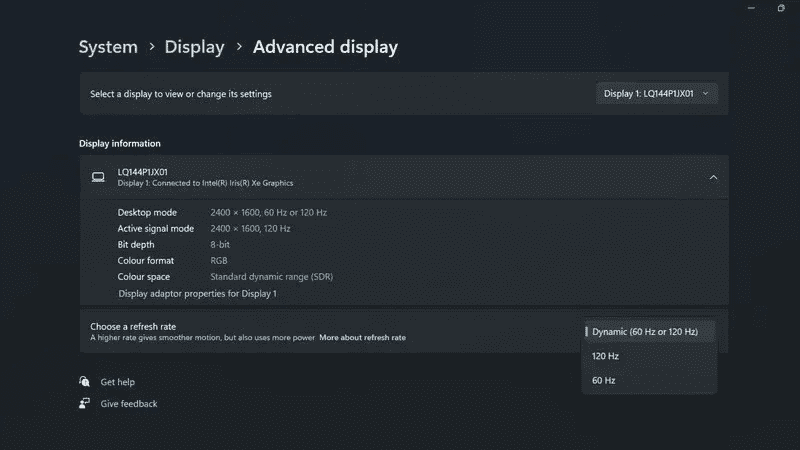 System > Display > Advanced display
Select a display to view or change its settings
Display 1: LQ144P1JX01
Display information
LQ144P1JX01
Display 1: Connected to Intel(R) Iris(R) Xe Graphics
Desktop mode 2400 × 1600, 60 Hz or 120 Hz
Active signal mode 2400 × 1600, 120 Hz
Bit depth 8-bit
Colour format RGB
Colour space Standard dynamic range (SDR)
Display adaptor properties for Display 1
Choose a refresh rate
A higher rate gives smoother motion, but also uses more power More about refresh rate
Dynamic (60 Hz or 120 Hz)
120 Hz
60 Hz
Get help
Give feedback